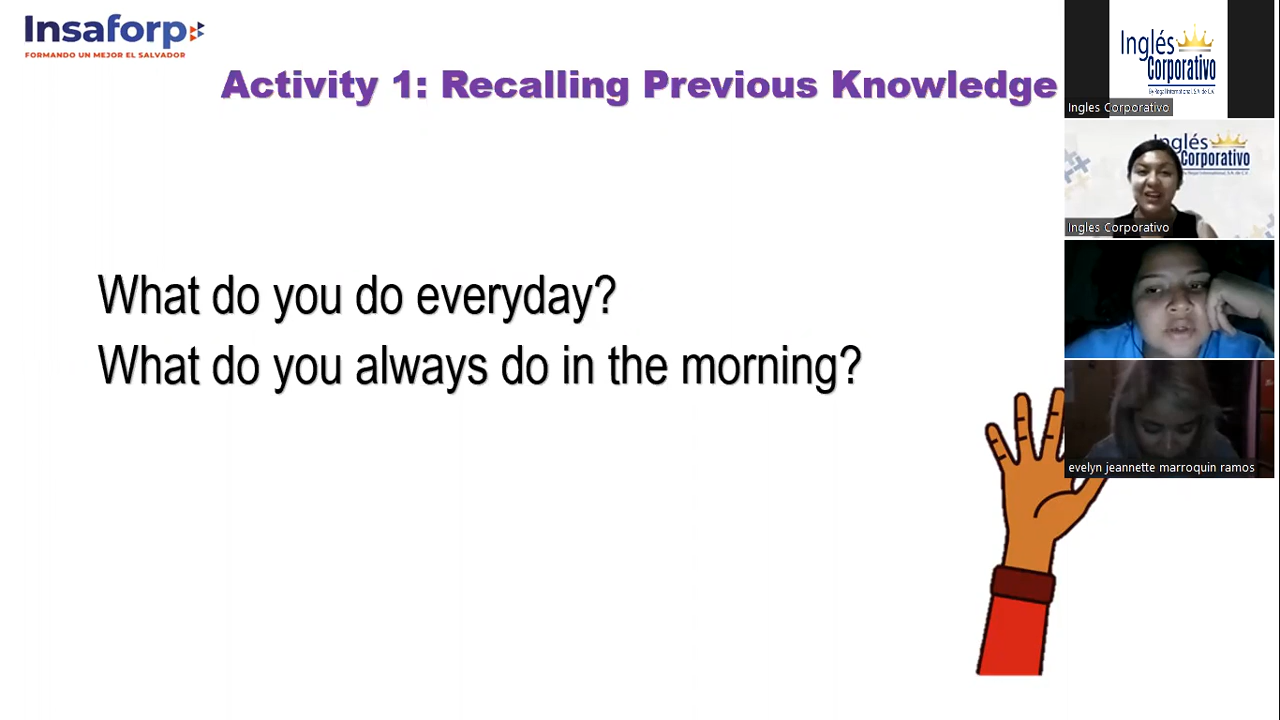 Insaforp
FORMANDO UN MEJOR EL SALVADOR
Activity 1: Recalling Previous Knowledge
What do you do everyday?
What do you always do in the morning?
Inglés
Corporativo
Ingles Corporativo
Inglés
Corporativo
Ingles Corporativo
evelyn jeannette marroquin ramos